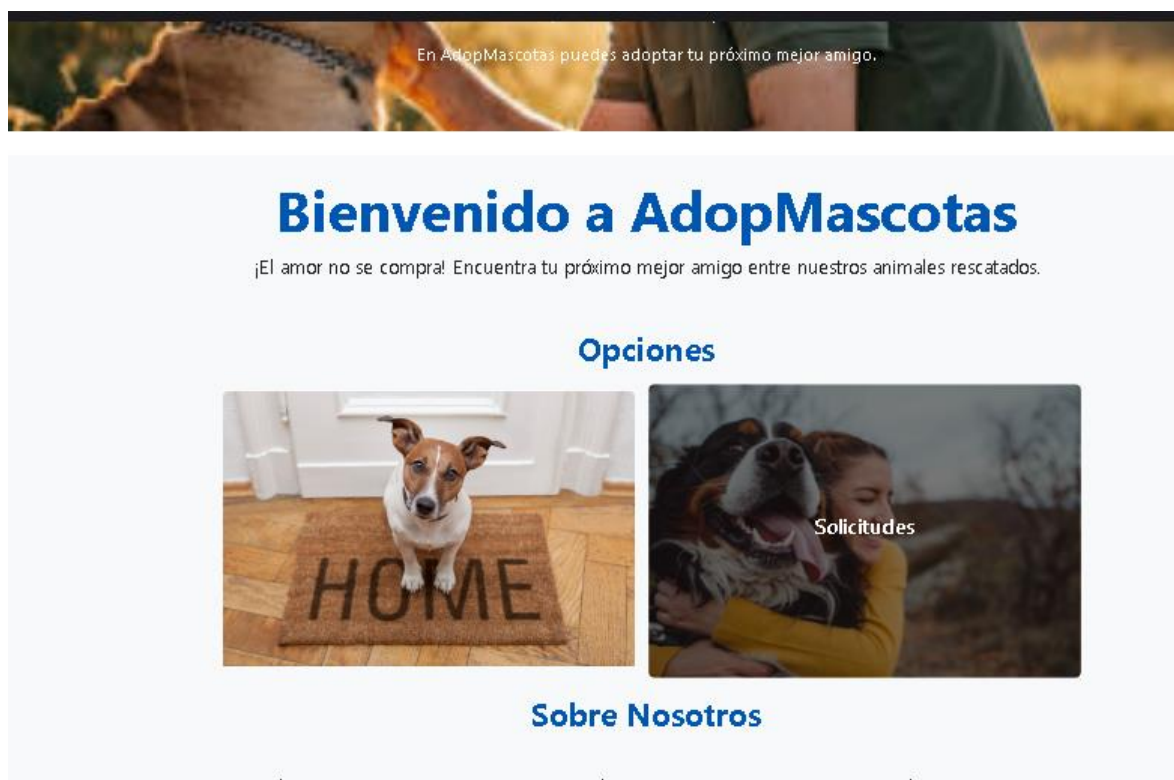 En AdopMascotas puedes adoptar tu próximo mejor amigo.
Bienvenido a AdopMascotas
¡El amor no se compra! Encuentra tu próximo mejor amigo entre nuestros animales rescatados.
Opciones
HOME
Solicitudes
Sobre Nosotros